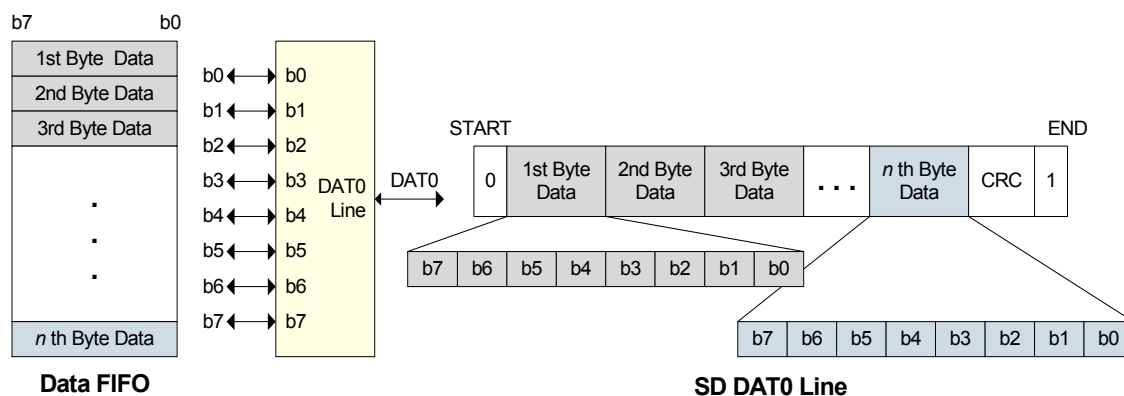 b7 b0
1st Byte Data
2nd Byte Data
3rd Byte Data
.
.
.
n th Byte Data
Data FIFO
b0 b0
b1 b1
b2 b2
b3 b3
b4 b4
b5 b5
b6 b6
b7 b7
DAT0
Line
DAT0
START END
0
1st Byte
Data
2nd Byte
Data
3rd Byte
Data
. . .
n th Byte
Data
CRC
1
b7 b6 b5 b4 b3 b2 b1 b0
b7 b6 b5 b4 b3 b2 b1 b0
SD DAT0 Line